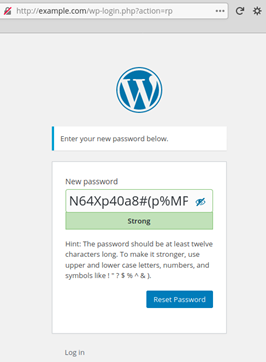 http://example.com/wp-login.php?action=rp
Enter your new password below.
New password
N64Xp40a8#(p%MF
Strong
Hint: The password should be at least twelve
characters long. To make it stronger, use
upper and lower case letters, numbers, and
symbols like ! " ? $ % ^ & ).
Reset Password
Log in